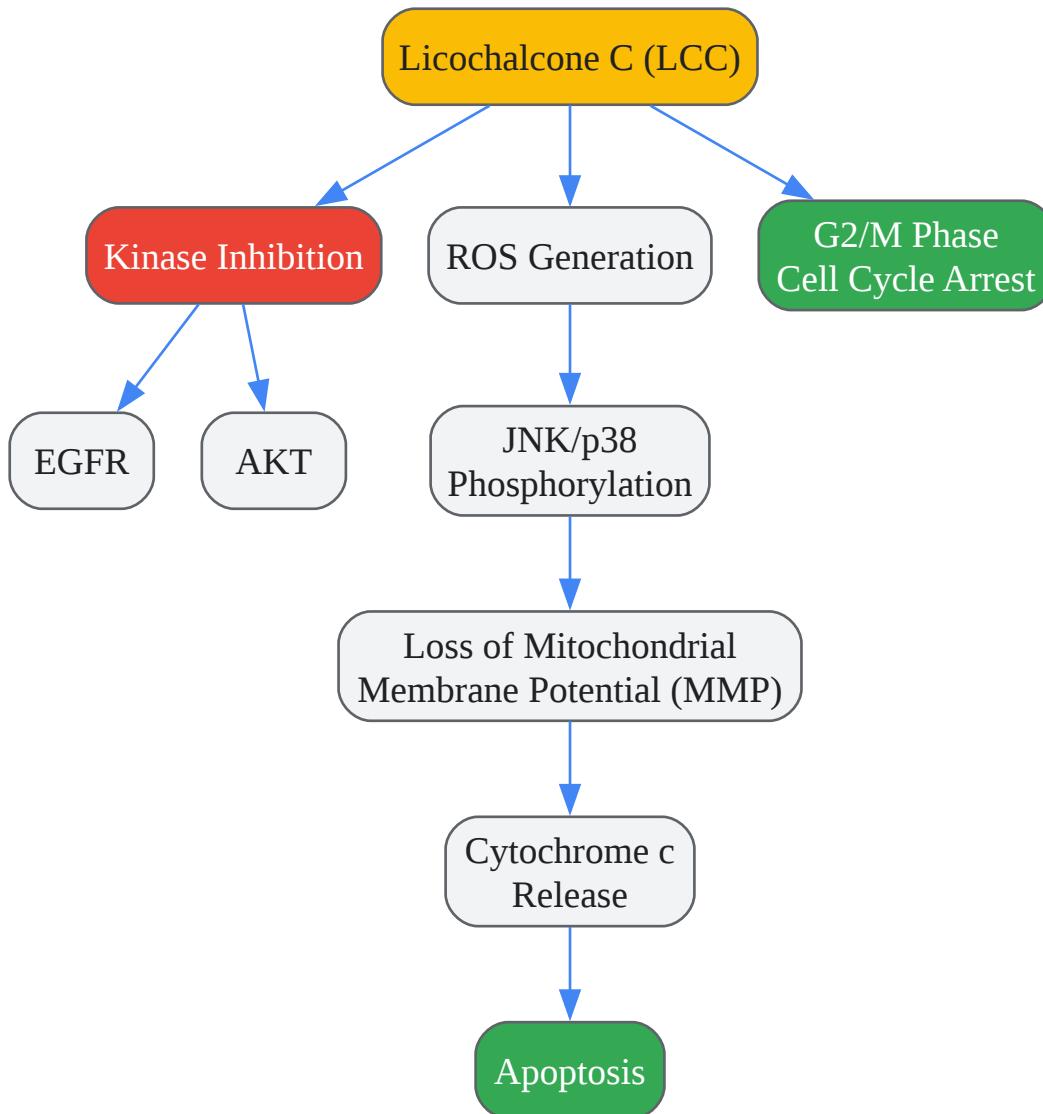 Licochalcone C (LCC)
Kinase Inhibition
ROS Generation
G2/M Phase
Cell Cycle Arrest
EGFR
AKT
JNK/p38
Phosphorylation
Loss of Mitochondrial
Membrane Potential (MMP)
Cytochrome c
Release
Apoptosis